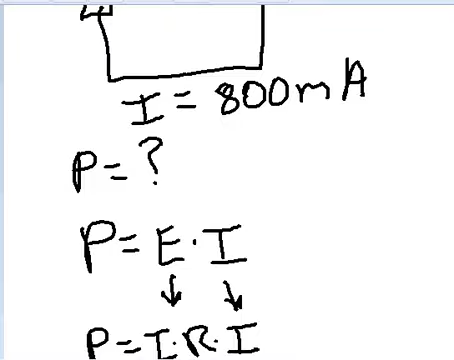 I = 800mA
P = ?
P = E · I
↓ ↓
P = I · R · I